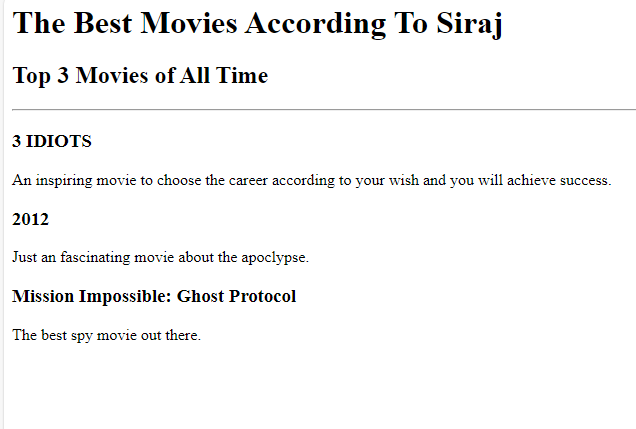 The Best Movies According To Siraj
Top 3 Movies of All Time
3 IDIOTS
An inspiring movie to choose the career according to your wish and you will achieve success.
2012
Just an fascinating movie about the apoclypse.
Mission Impossible: Ghost Protocol
The best spy movie out there.